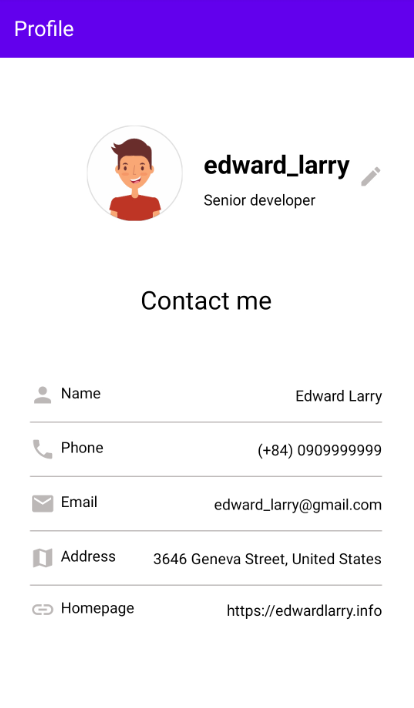 Profile
edward_larry
Senior developer
Contact me
Name Edward Larry
Phone (+84) 0909999999
Email edward_larry@gmail.com
Address 3646 Geneva Street, United States
Homepage https://edwardlarry.info